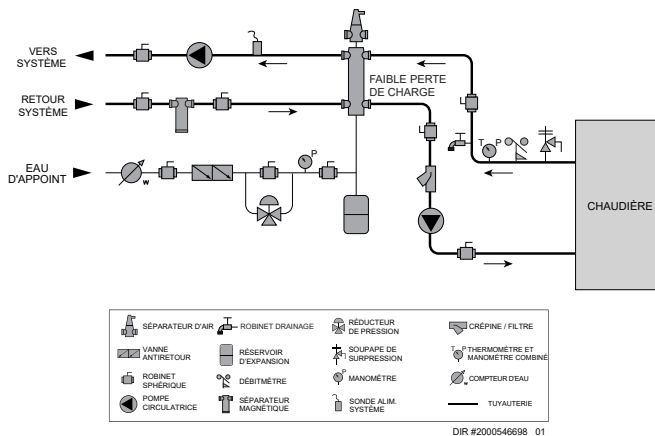 VERS
SYSTÈME
FAIBLE PERTE
DE CHARGE
RETOUR
SYSTÈME
T
P
CHAUDIÈRE
P
EAU
D'APPOINT
W
SÉPARATEUR D'AIR
ROBINET DRAINAGE
RÉDUCTEUR
DE PRESSION
CRÉPINE / FILTRE
VANNE
ANTIRETOUR
RÉSERVOIR
D'EXPANSION
SOUPAPE DE
SURPRESSION
T P THERMOMÈTRE ET
MANOMÈTRE COMBINÉ
ROBINET
SPHÉRIQUE
DÉBITMÈTRE
P MANOMÈTRE
W COMPTEUR D'EAU
POMPE
CIRCULATRICE
SÉPARATEUR
MAGNÉTIQUE
SONDE ALIM.
SYSTÈME
TUYAUTERIE
DIR #2000546698 01